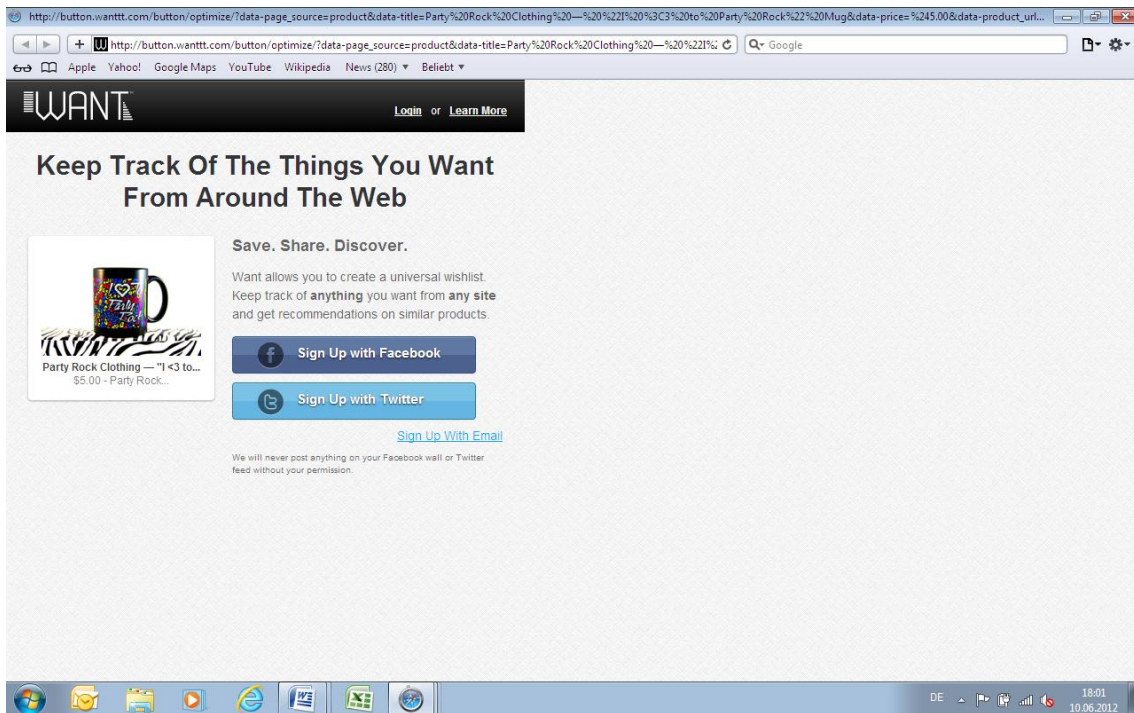 http://button.wanttt.com/button/optimize/?data-page_source=product&data-title=Party%20Rock%20Clothing%20—%20%22I%20%3C3%20to%20Party%20Rock%22%20Mug&data-price=%245.00&data-product_url...
http://button.wanttt.com/button/optimize/?data-page_source=product&data-title=Party%20Rock%20Clothing%20—%20%22I%
Google
Apple Yahoo! Google Maps YouTube Wikipedia News (280) Beliebt
WANT
Login or Learn More
Keep Track Of The Things You Want
From Around The Web
Save. Share. Discover.
Want allows you to create a universal wishlist.
Keep track of anything you want from any site
and get recommendations on similar products.
Party Rock Clothing — "I <3 to...
$5.00 - Party Rock...
Sign Up with Facebook
Sign Up with Twitter
Sign Up With Email
We will never post anything on your Facebook wall or Twitter
feed without your permission.
DE
18:01
10.06.2012